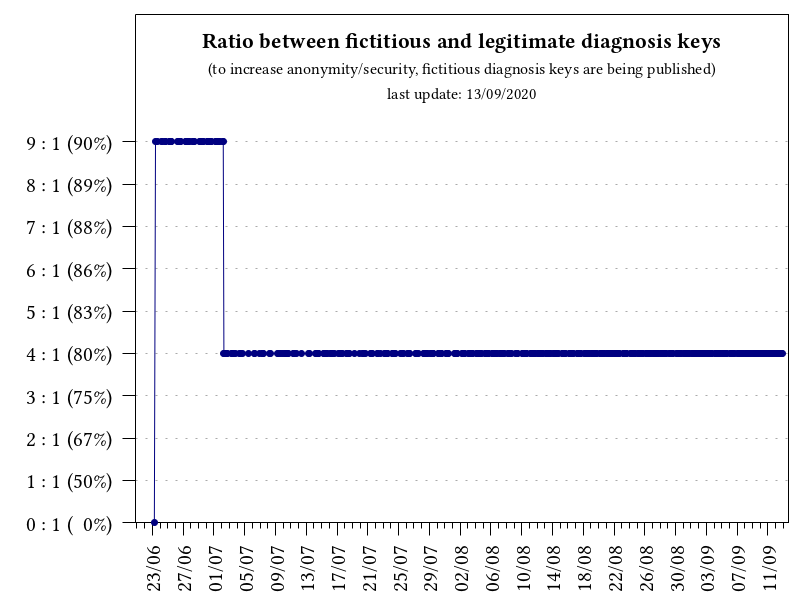 Ratio between fictitious and legitimate diagnosis keys
(to increase anonymity/security, fictitious diagnosis keys are being published)
last update: 13/09/2020
9 : 1 (90%)
8 : 1 (89%)
7 : 1 (88%)
6 : 1 (86%)
5 : 1 (83%)
4 : 1 (80%)
3 : 1 (75%)
2 : 1 (67%)
1 : 1 (50%)
0 : 1 (  0%)
23/06
27/06
01/07
05/07
09/07
13/07
17/07
21/07
25/07
29/07
02/08
06/08
10/08
14/08
18/08
22/08
26/08
30/08
03/09
07/09
11/09